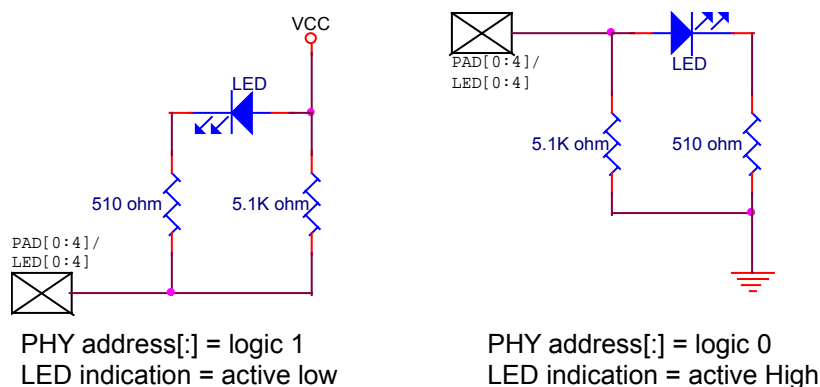 VCC
LED
510 ohm
5.1K ohm
PAD[0:4]/
LED[0:4]
PHY address[:] = logic 1
LED indication = active low
PAD[0:4]/
LED[0:4]
LED
5.1K ohm
510 ohm
PHY address[:] = logic 0
LED indication = active High